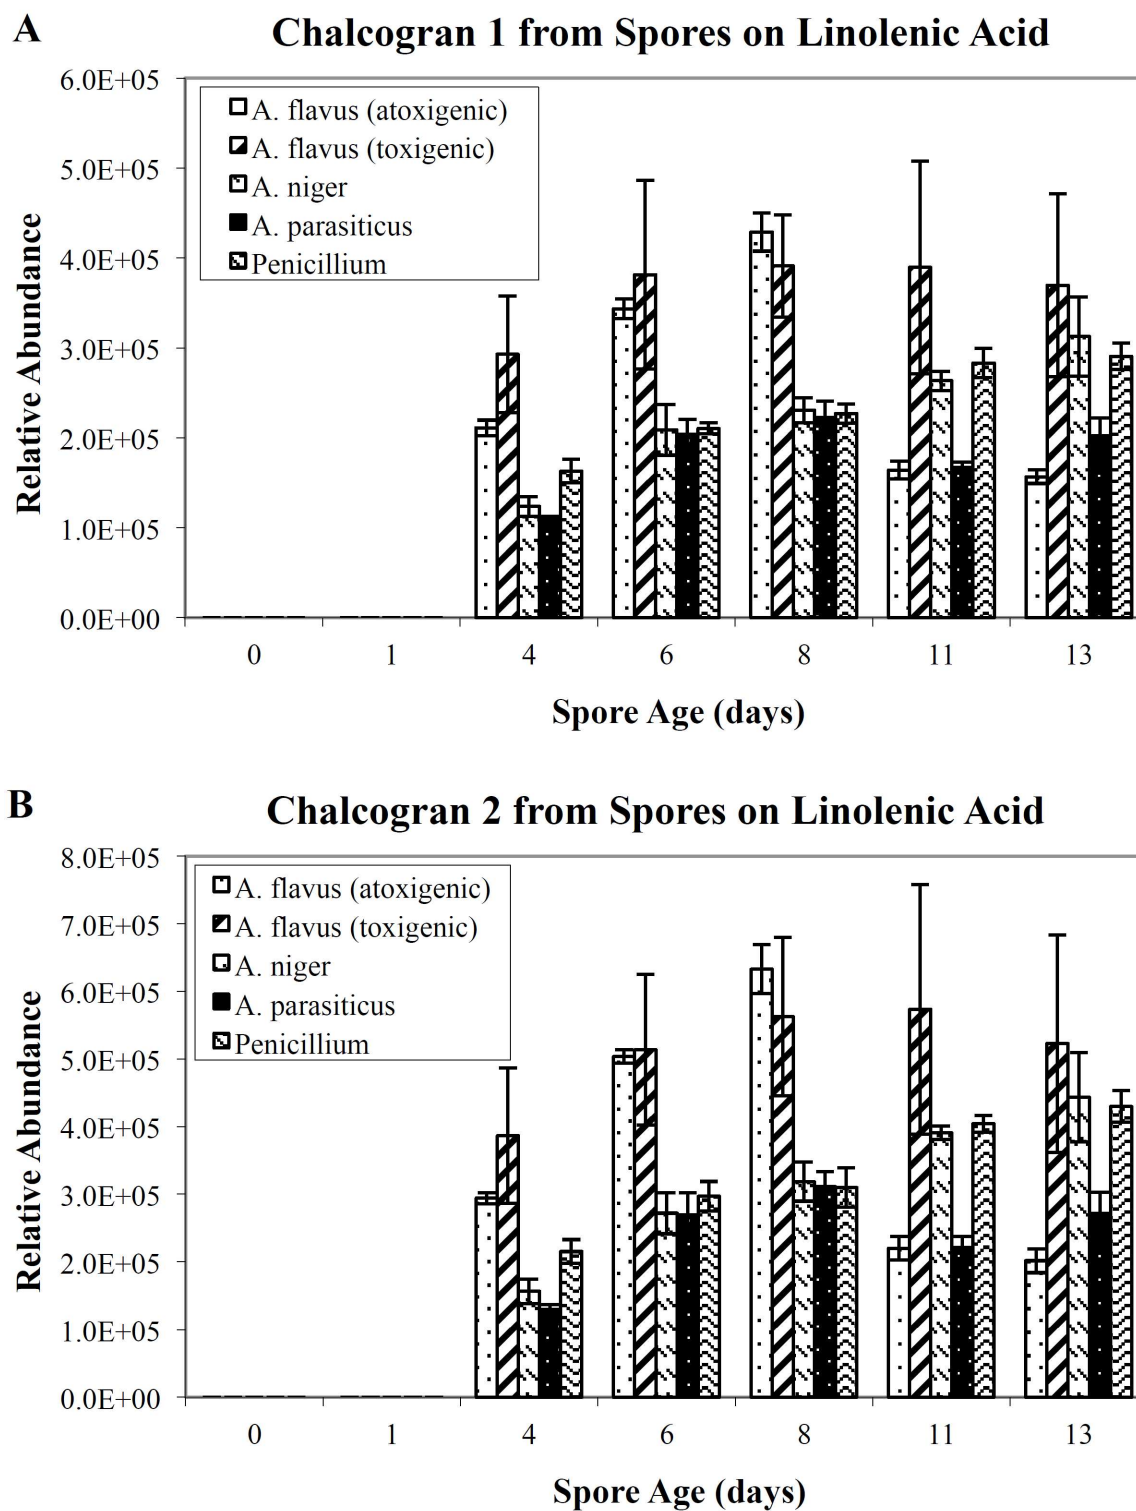 A
Chalcogran 1 from Spores on Linolenic Acid
6.0E+05
5.0E+05
4.0E+05
3.0E+05
2.0E+05
1.0E+05
0.0E+00
Relative Abundance
A. flavus (atoxigenic)
A. flavus (toxigenic)
A. niger
A. parasiticus
Penicillium
0 1 4 6 8 11 13
Spore Age (days)
B
Chalcogran 2 from Spores on Linolenic Acid
8.0E+05
7.0E+05
6.0E+05
5.0E+05
4.0E+05
3.0E+05
2.0E+05
1.0E+05
0.0E+00
Relative Abundance
A. flavus (atoxigenic)
A. flavus (toxigenic)
A. niger
A. parasiticus
Penicillium
0 1 4 6 8 11 13
Spore Age (days)